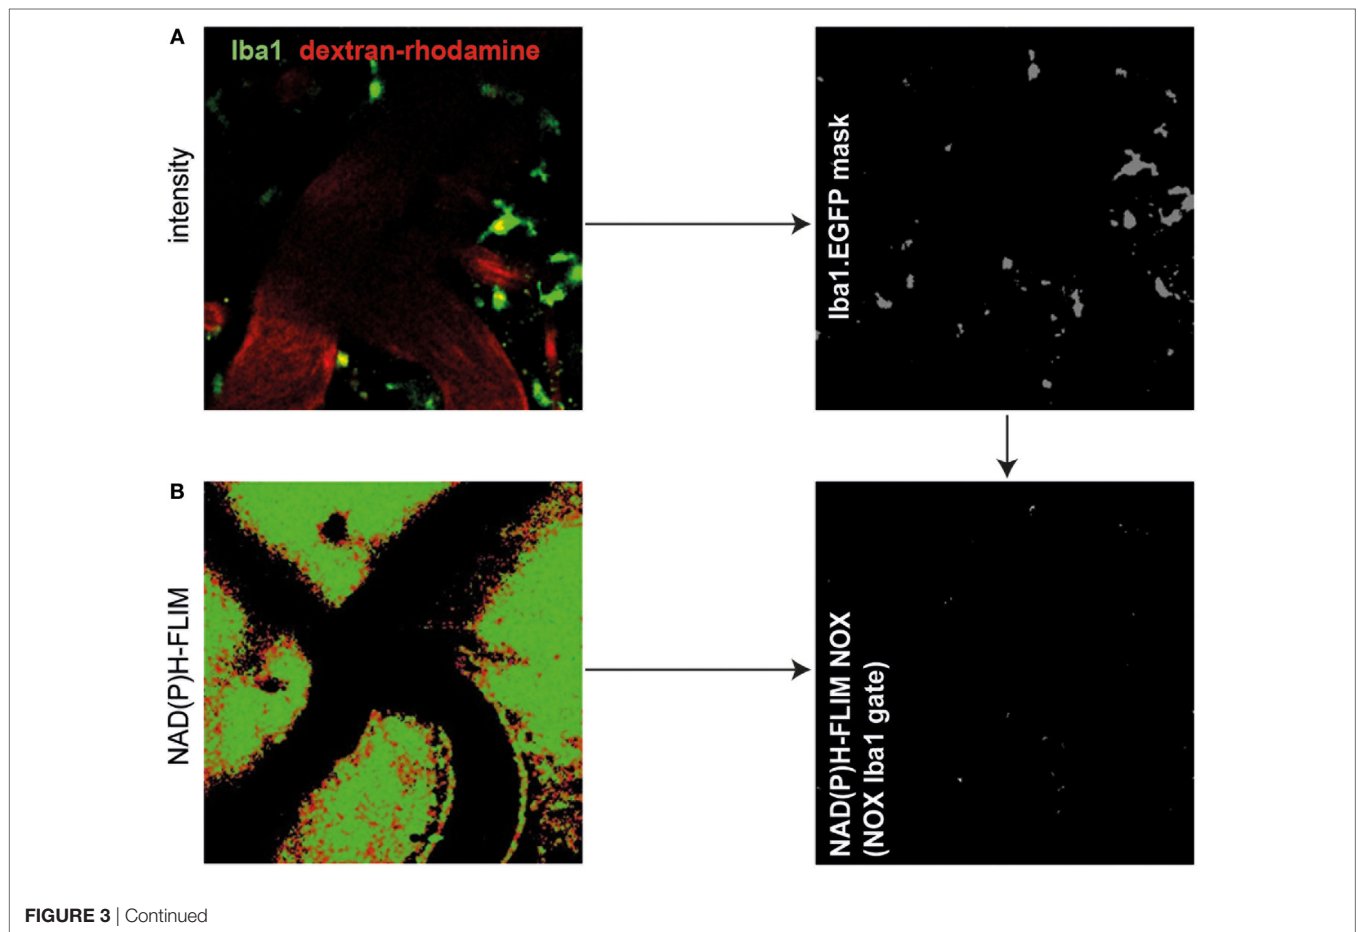 A
Iba1 dextran-rhodamine
intensity
Iba1.EGFP mask
B
NAD(P)H-FLIM
NAD(P)H-FLIM NOX
(NOX Iba1 gate)
FIGURE 3 | Continued